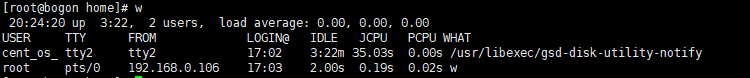 [root@bogon home]# w
 20:24:20 up  3:22,  2 users,  load average: 0.00, 0.00, 0.00
USER     TTY      FROM             LOGIN@   IDLE   JCPU   PCPU WHAT
cent_os_ tty2     tty2             17:02    3:22m 35.03s  0.00s /usr/libexec/gsd-disk-utility-notify
root     pts/0    192.168.0.106    17:03    2.00s  0.19s  0.02s w